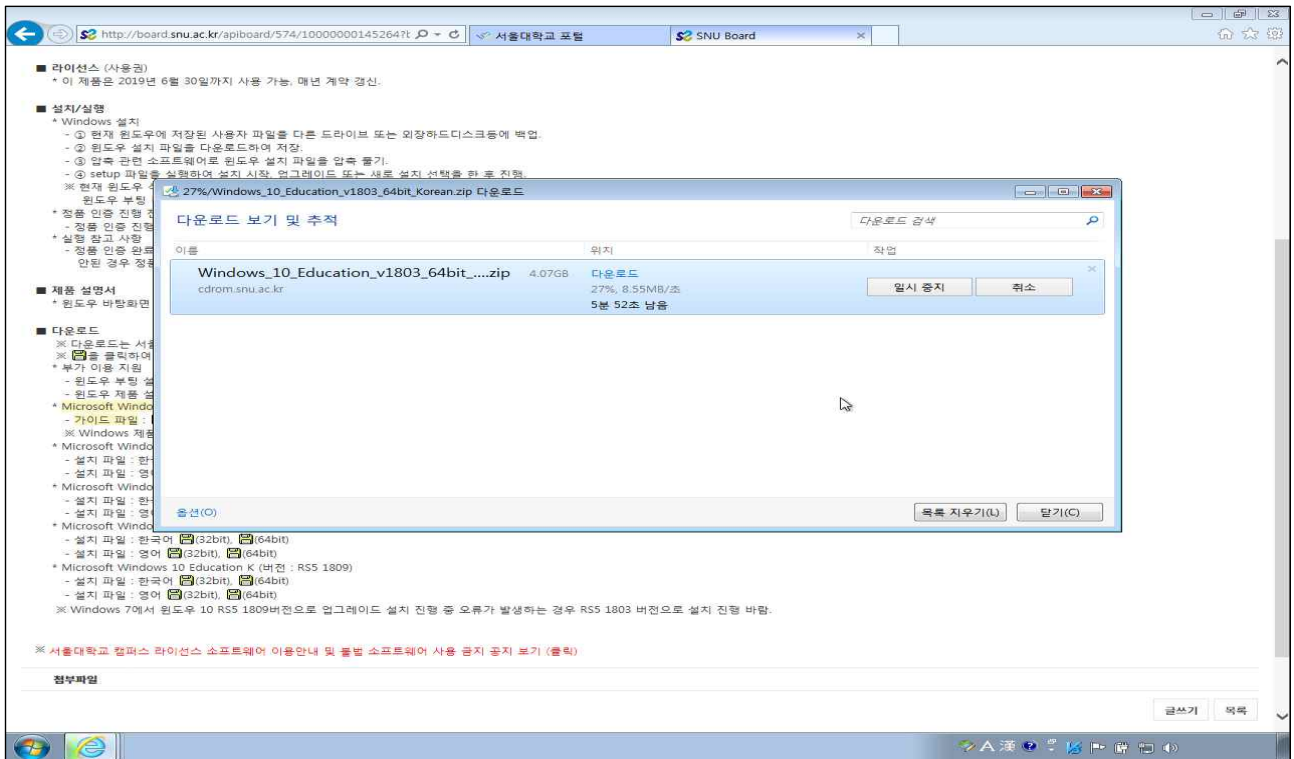 http://board.snu.ac.kr/apiboard/574/10000000145264?t
서울대학교 포털
SNU Board
■ 라이선스 (사용권)
* 이 제품은 2019년 6월 30일까지 사용 가능, 매년 계약 갱신.
■ 설치/실행
* Windows 설치
- ① 현재 윈도우에 저장된 사용자 파일을 다른 드라이브 또는 외장하드디스크등에 백업.
- ② 윈도우 설치 파일을 다운로드하여 저장.
- ③ 압축 관련 소프트웨어로 윈도우 설치 파일을 압축 풀기.
- ④ setup 파일을 실행하여 설치 시작, 업그레이드 또는 새로 설치 선택을 한 후 진행.
※ 현재 윈도우
윈도우 부팅
* 정품 인증 진행
- 정품 인증 진행
* 실행 참고 사항
- 정품 인증 완료
안된 경우
■ 제품 설명서
* 윈도우 바탕화면
■ 다운로드
※ 다운로드는
※ 을 클릭하여
* 부가 이용 지원
- 윈도우 부팅
- 윈도우 제품
* Microsoft Windo
- 가이드 파일 :
※ Windows 제품
* Microsoft Windo
- 설치 파일 :
- 설치 파일 :
* Microsoft Windo
- 설치 파일 :
- 설치 파일 :
* Microsoft Windo
- 설치 파일 : 한국어 (32bit), (64bit)
- 설치 파일 : 영어 (32bit), (64bit)
* Microsoft Windows 10 Education K (버전 : RS5 1809)
- 설치 파일 : 한국어 (32bit), (64bit)
- 설치 파일 : 영어 (32bit), (64bit)
※ Windows 7에서 윈도우 10 RS5 1809버전으로 업그레이드 설치 진행 중 오류가 발생하는 경우 RS5 1803 버전으로 설치 진행 바람.
※ 서울대학교 캠퍼스 라이선스 소프트웨어 이용안내 및 불법 소프트웨어 사용 금지 공지 보기 (클릭)
첨부파일
글쓰기 목록
27%/Windows_10_Education_v1803_64bit_Korean.zip 다운로드
다운로드 보기 및 추적
다운로드 검색
이름 위치 작업
Windows_10_Education_v1803_64bit_....zip 4.07GB 다운로드
cdrom.snu.ac.kr 27%, 8.55MB/초 일시 중지 취소
5분 52초 남음
옵션(O) 목록 지우기(L) 닫기(C)
A 漢